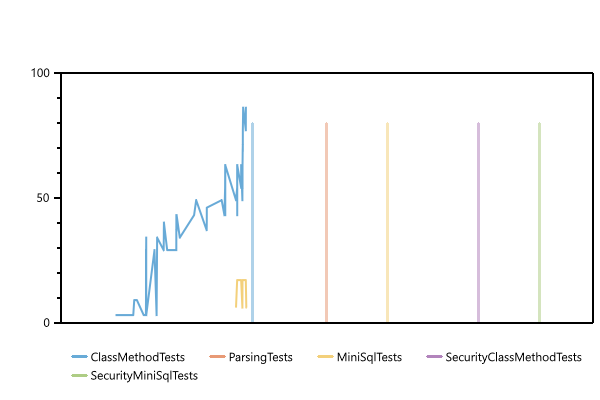 100
50
0
ClassMethodTests ParsingTests MiniSqlTests SecurityClassMethodTests
SecurityMiniSqlTests